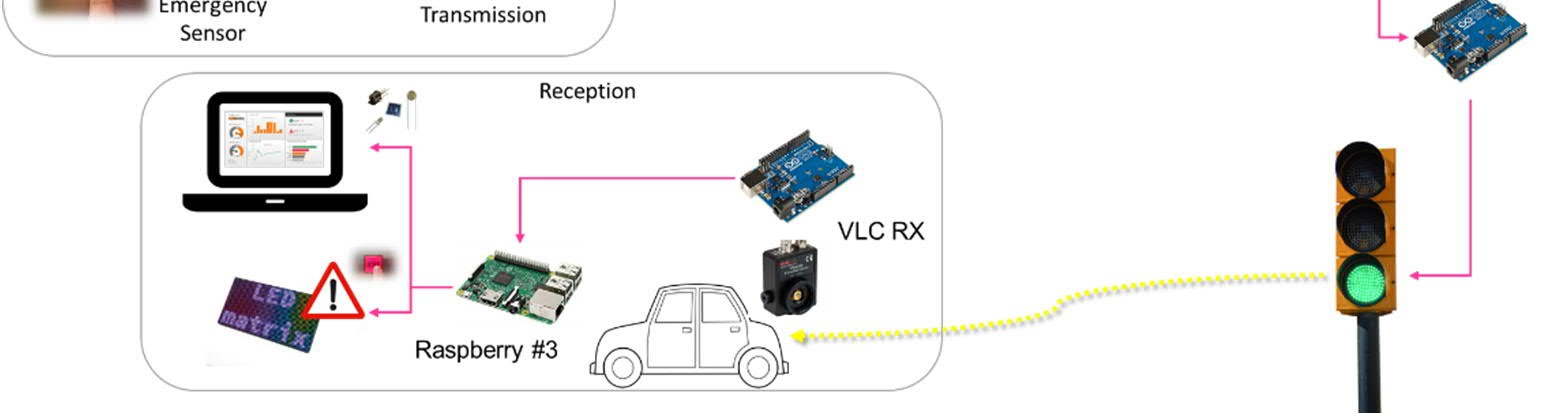 Emergency
Sensor
Transmission
Reception
VLC RX
LED
matrix
Raspberry #3